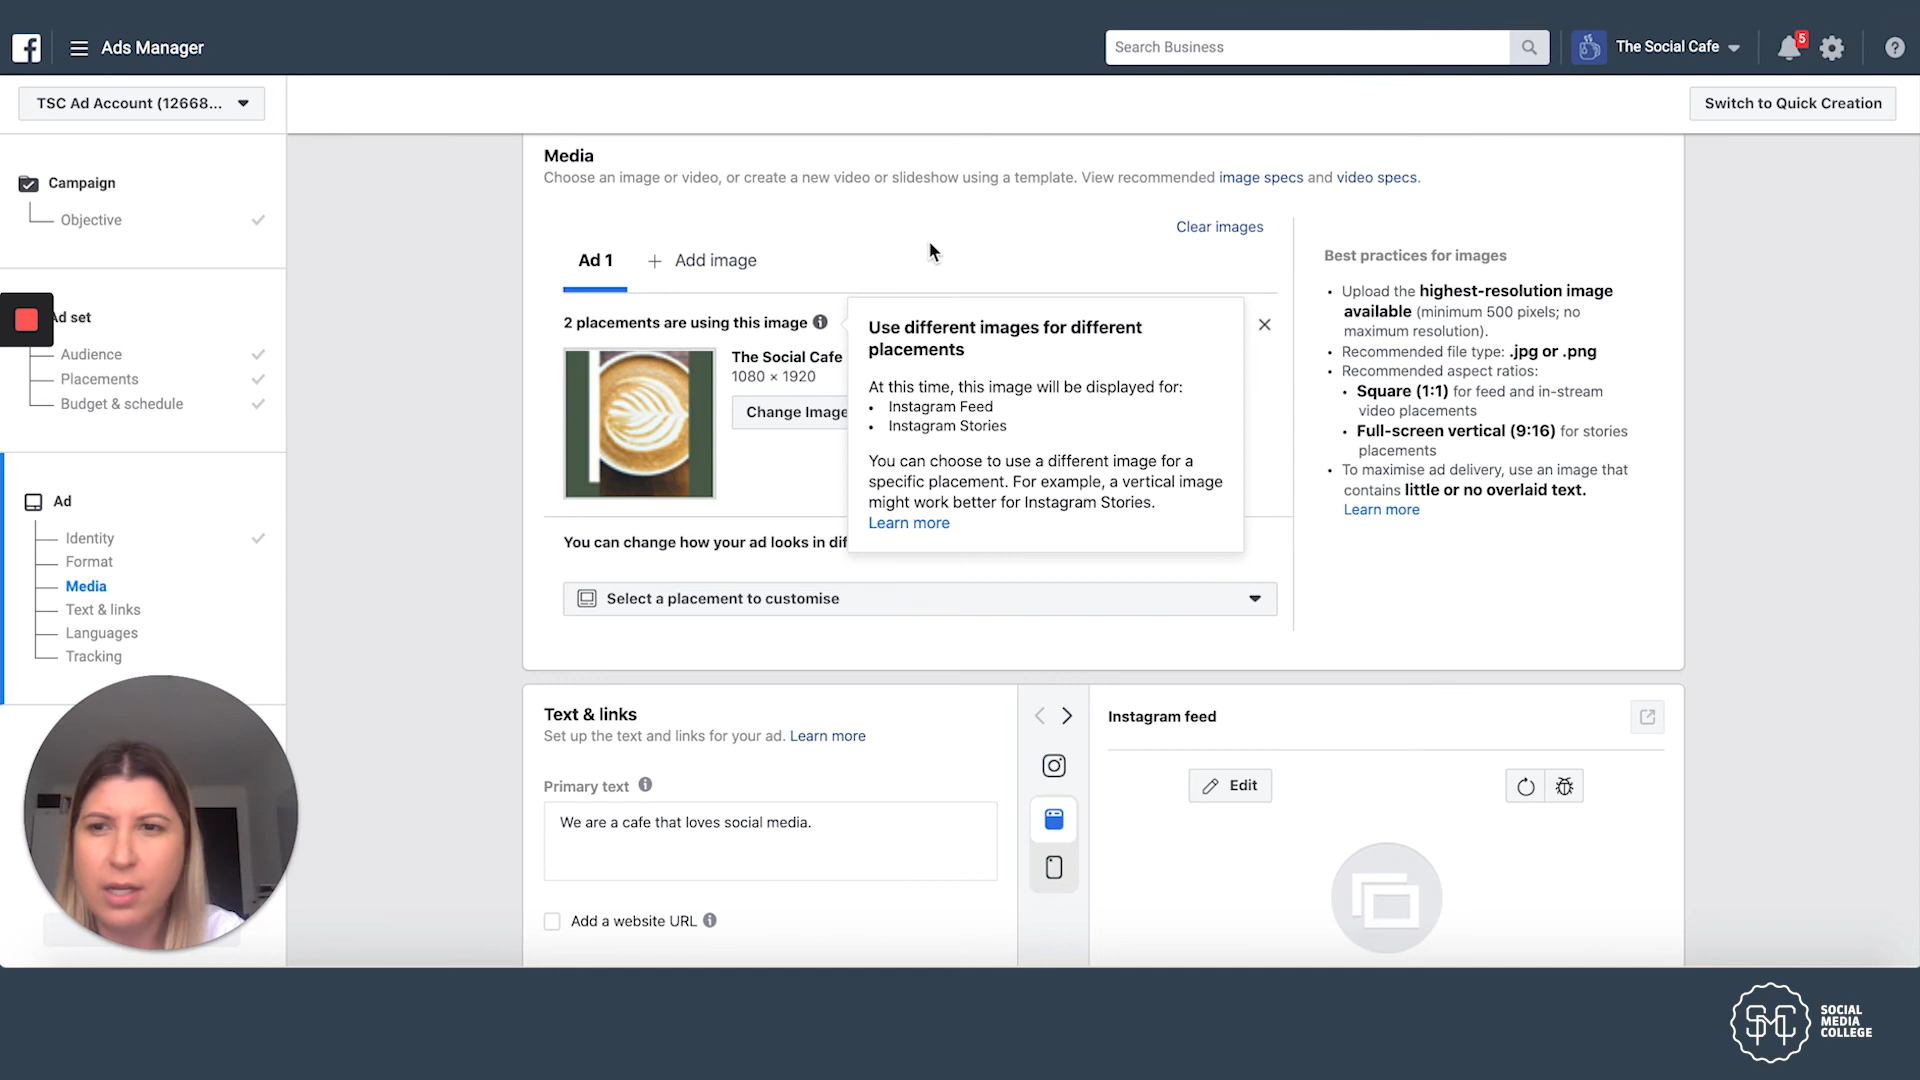 Ads Manager
Search Business
The Social Cafe
5
TSC Ad Account (12668...
Switch to Quick Creation
Campaign
Objective
Ad set
Audience
Placements
Budget & schedule
Ad
Identity
Format
Media
Text & links
Languages
Tracking
Media
Choose an image or video, or create a new video or slideshow using a template. View recommended image specs and video specs.
Clear images
Ad 1
Add image
2 placements are using this image
The Social Cafe
1080 × 1920
Change Image
Use different images for different
placements
At this time, this image will be displayed for:
• Instagram Feed
• Instagram Stories
You can choose to use a different image for a
specific placement. For example, a vertical image
might work better for Instagram Stories.
Learn more
You can change how your ad looks in dif
Select a placement to customise
Best practices for images
• Upload the highest-resolution image
available (minimum 500 pixels; no
maximum resolution).
• Recommended file type: .jpg or .png
• Recommended aspect ratios:
• Square (1:1) for feed and in-stream
video placements
• Full-screen vertical (9:16) for stories
placements
• To maximise ad delivery, use an image that
contains little or no overlaid text.
Learn more
Text & links
Set up the text and links for your ad. Learn more
Primary text
We are a cafe that loves social media.
Add a website URL
Instagram feed
Edit
SMC
SOCIAL
MEDIA
COLLEGE